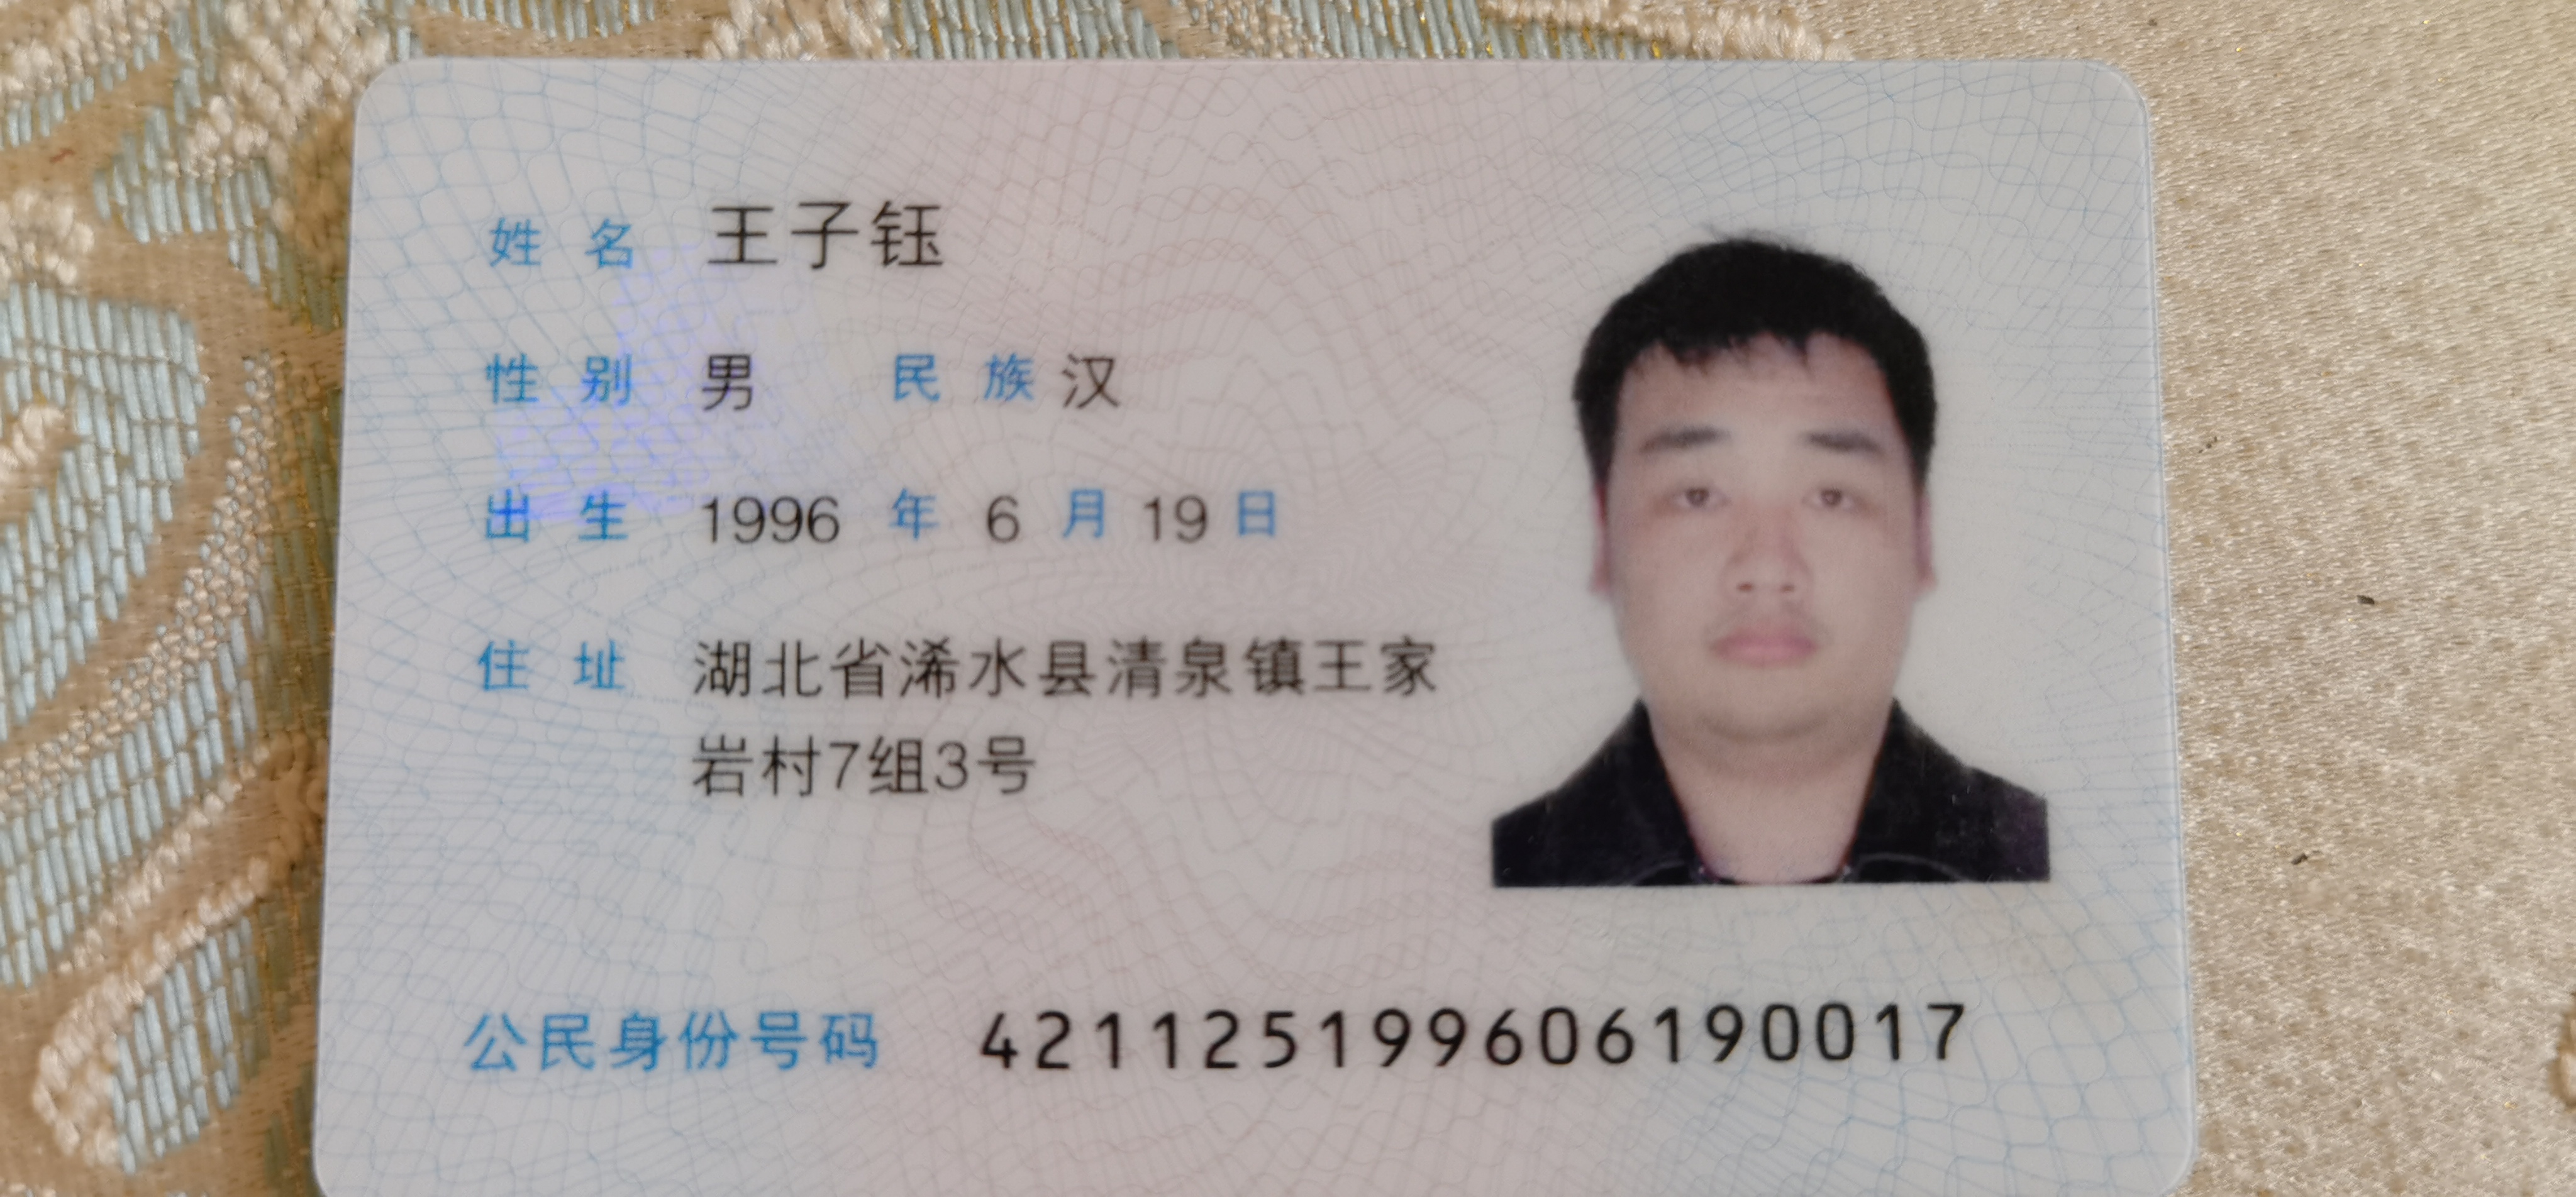 姓名 王子钰
性别 男 民族 汉
出生 1996 年 6 月 19 日
住址 湖北省浠水县清泉镇王家
岩村7组3号
公民身份号码 421125199606190017